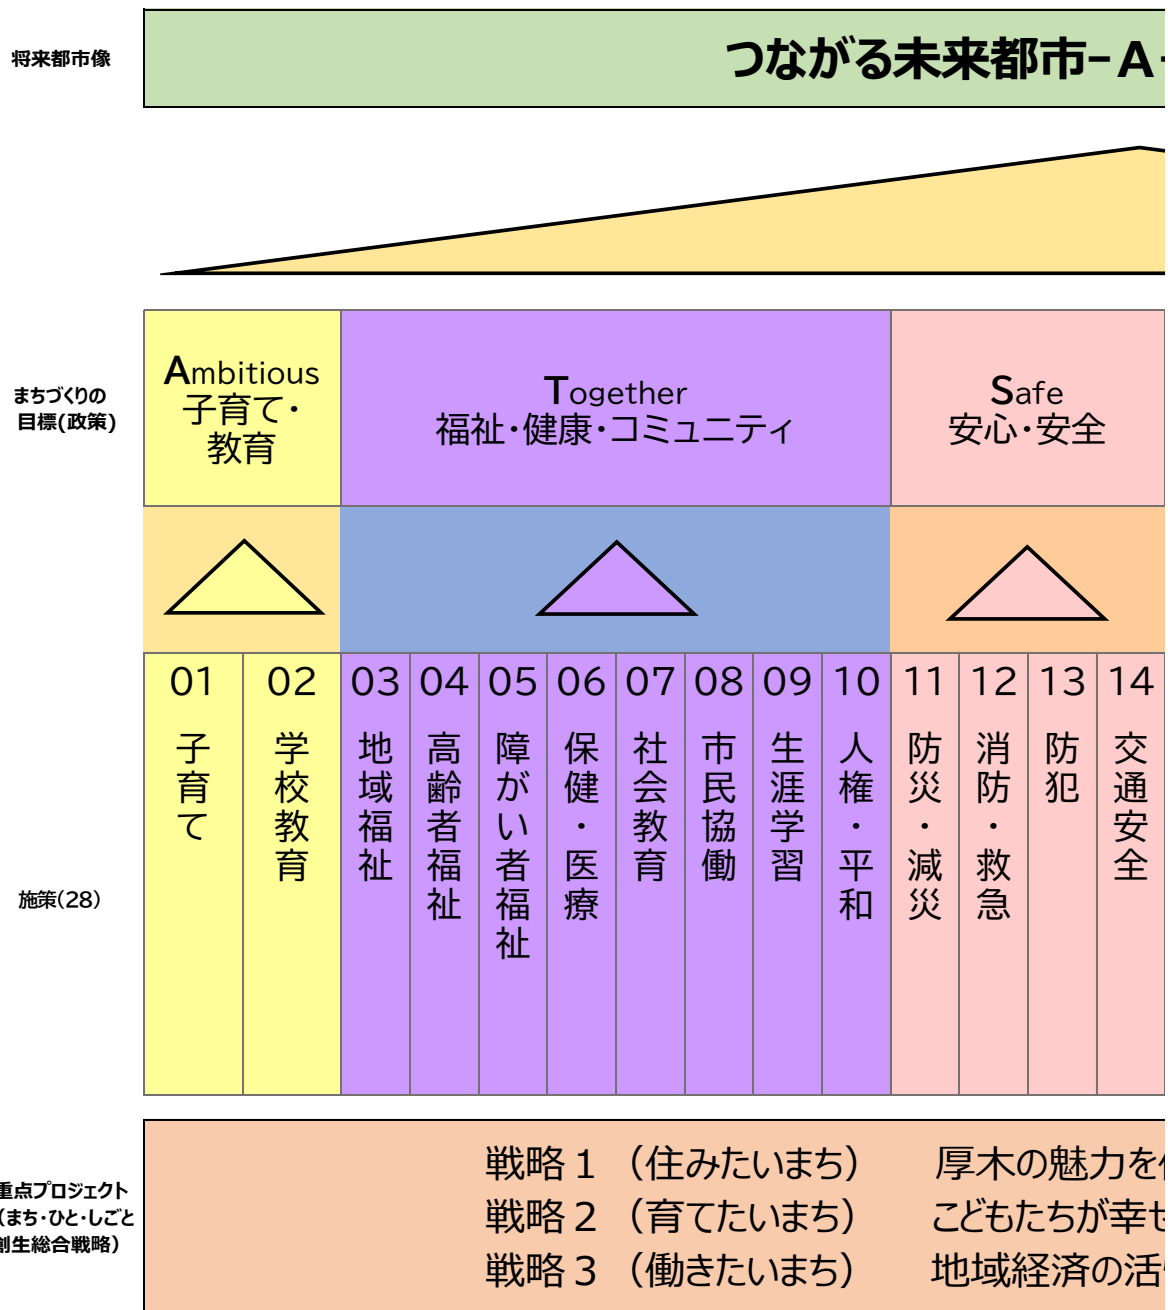 将来都市像
つながる未来都市-A-
まちづくりの
目標(政策)
Ambitious
子育て・
教育
Together
福祉・健康・コミュニティ
Safe
安心・安全
施策(28)
01
子育て
02
学校教育
03
地域福祉
04
高齢者福祉
05
障がい者福祉
06
保健・医療
07
社会教育
08
市民協働
09
生涯学習
10
人権・平和
11
防災・減災
12
消防・救急
13
防犯
14
交通安全
重点プロジェクト
(まち・ひと・しごと
創生総合戦略)
戦略1 (住みたいまち) 厚木の魅力を
戦略2 (育てたいまち) こどもたちが幸せ
戦略3 (働きたいまち) 地域経済の活